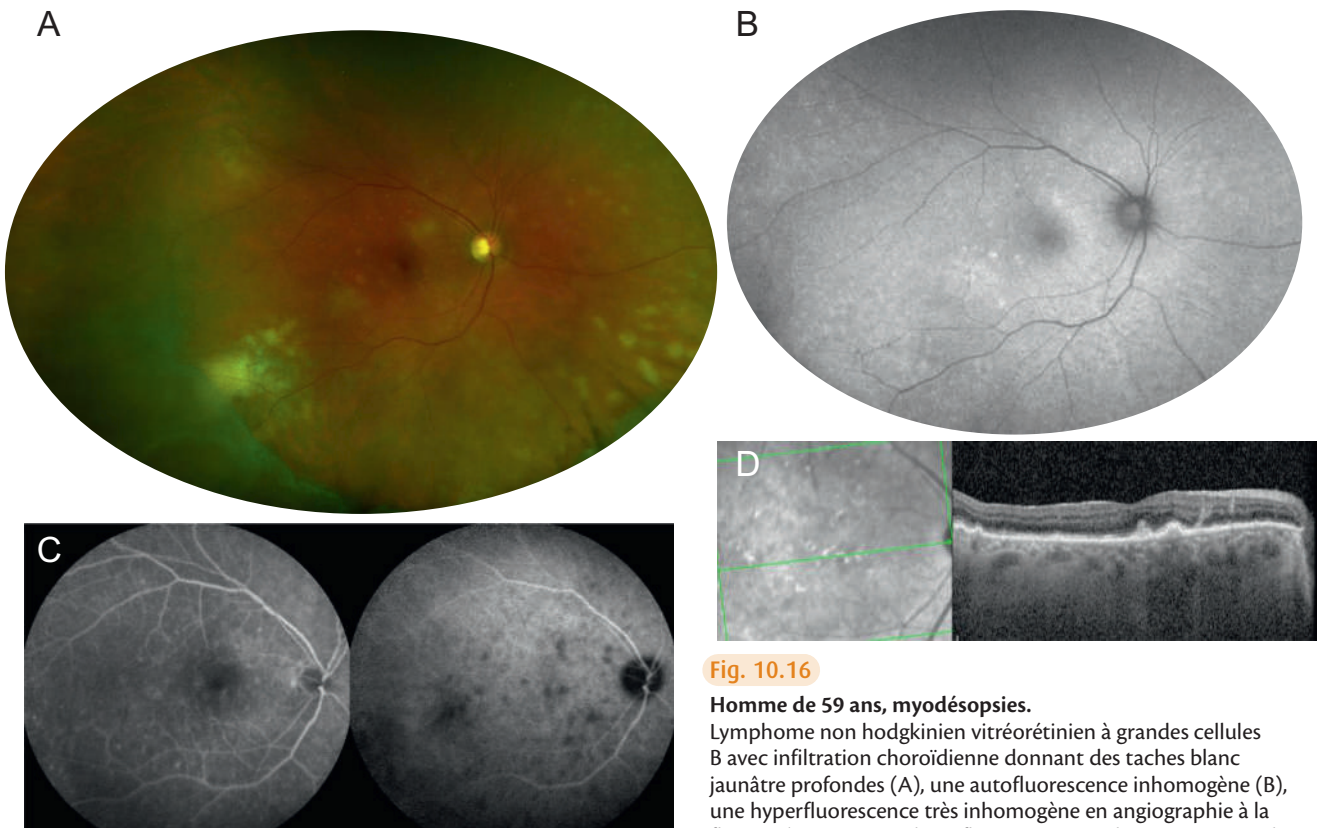 A
B
C
D
Fig. 10.16
Homme de 59 ans, myodésopsies.
Lymphome non hodgkinien vitréorétinien à grandes cellules
B avec infiltration choroïdienne donnant des taches blanc
jaunâtre profondes (A), une autofluorescence inhomogène (B),
une hyperfluorescence très inhomogène en angiographie à la